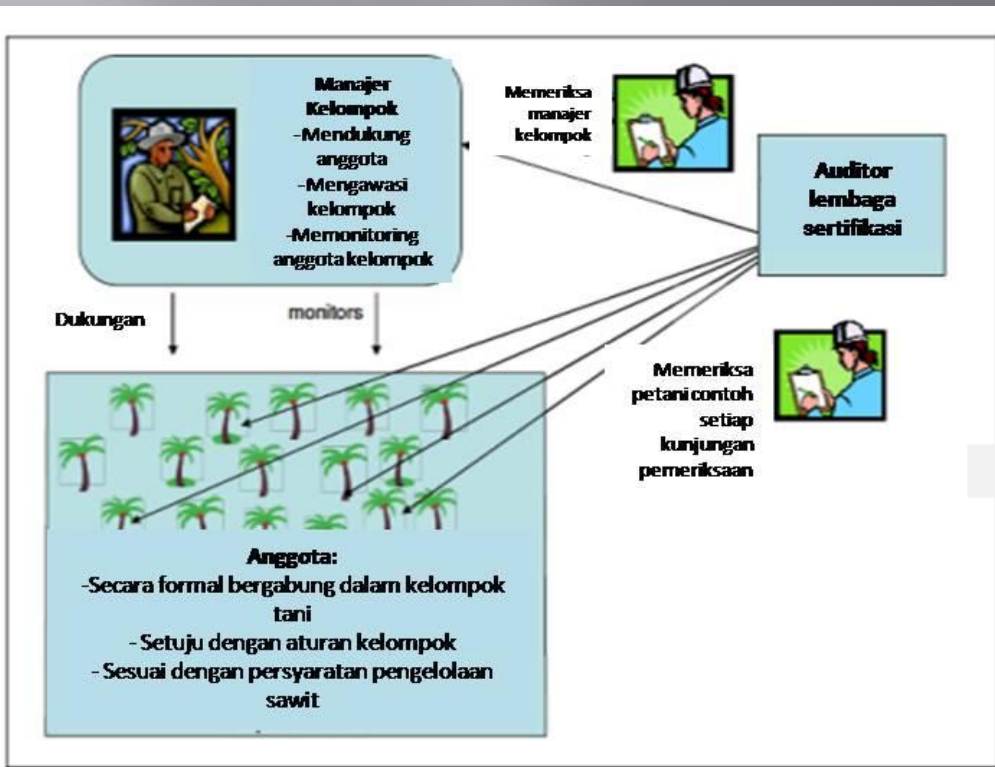 Manajer
Kelompok
-Mendukung
anggota
-Mengawasi
kelompok
-Memonitoring
anggota kelompok
Memeriksa
manajer
kelompok
Auditor
lembaga
sertifikasi
Dukungan
monitors
Memeriksa
petani contoh
setiap
kunjungan
pemeriksaan
Anggota:
-Secara formal bergabung dalam kelompok
tani
- Setuju dengan aturan kelompok
- Sesuai dengan persyaratan pengelolaan
sawit